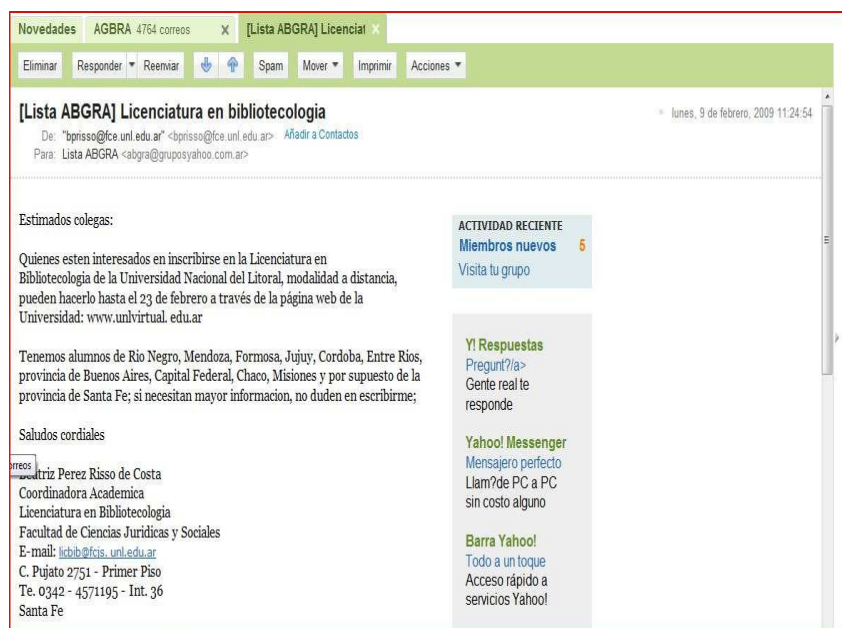 Novedades AGBRA 4764 correos X [Lista ABGRA] Licenciat x
Eliminar Responder Reenviar Spam Mover Imprimir Acciones
[Lista ABGRA] Licenciatura en bibliotecologia
lunes, 9 de febrero, 2009 11:24:54
De: "bprisso@fce.unl.edu.ar" <bprisso@fce.unl.edu.ar> Añadir a Contactos
Para: Lista ABGRA <abgra@gruposyahoo.com.ar>
Estimados colegas:
Quienes esten interesados en inscribirse en la Licenciatura en
Bibliotecologia de la Universidad Nacional del Litoral, modalidad a distancia,
pueden hacerlo hasta el 23 de febrero a través de la página web de la
Universidad: www.unlvirtual. edu.ar
Tenemos alumnos de Rio Negro, Mendoza, Formosa, Jujuy, Cordoba, Entre Rios,
provincia de Buenos Aires, Capital Federal, Chaco, Misiones y por supuesto de la
provincia de Santa Fe; si necesitan mayor informacion, no duden en escribirme;
Saludos cordiales
orreos
atriz Perez Risso de Costa
Coordinadora Academica
Licenciatura en Bibliotecologia
Facultad de Ciencias Juridicas y Sociales
E-mail: licbib@fcjs. unl.edu.ar
C. Pujato 2751 - Primer Piso
Te. 0342 - 4571195 - Int. 36
Santa Fe
ACTIVIDAD RECIENTE
Miembros nuevos 5
Visita tu grupo
Y! Respuestas
Pregunt?/a>
Gente real te
responde
Yahoo! Messenger
Mensajero perfecto
Llam?de PC a PC
sin costo alguno
Barra Yahoo!
Todo a un toque
Acceso rápido a
servicios Yahoo!